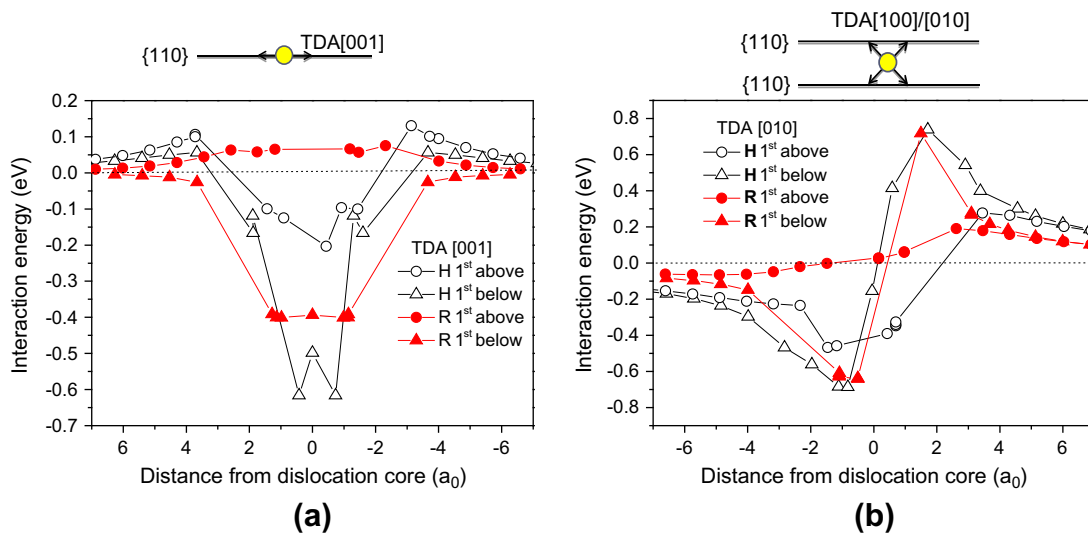 {110}
TDA[001]
0.2
0.1
0.0
-0.1
-0.2
-0.3
-0.4
-0.5
-0.6
-0.7
Interaction energy (eV)
TDA [001]
H 1st above
H 1st below
R 1st above
R 1st below
6 4 2 0 -2 -4 -6
Distance from dislocation core (a0)
(a)
TDA[100]/[010]
{110}
{110}
0.8
0.6
0.4
0.2
0.0
-0.2
-0.4
-0.6
-0.8
Interaction energy (eV)
TDA [010]
H 1st above
H 1st below
R 1st above
R 1st below
-6 -4 -2 0 2 4 6
Distance from dislocation core (a0)
(b)